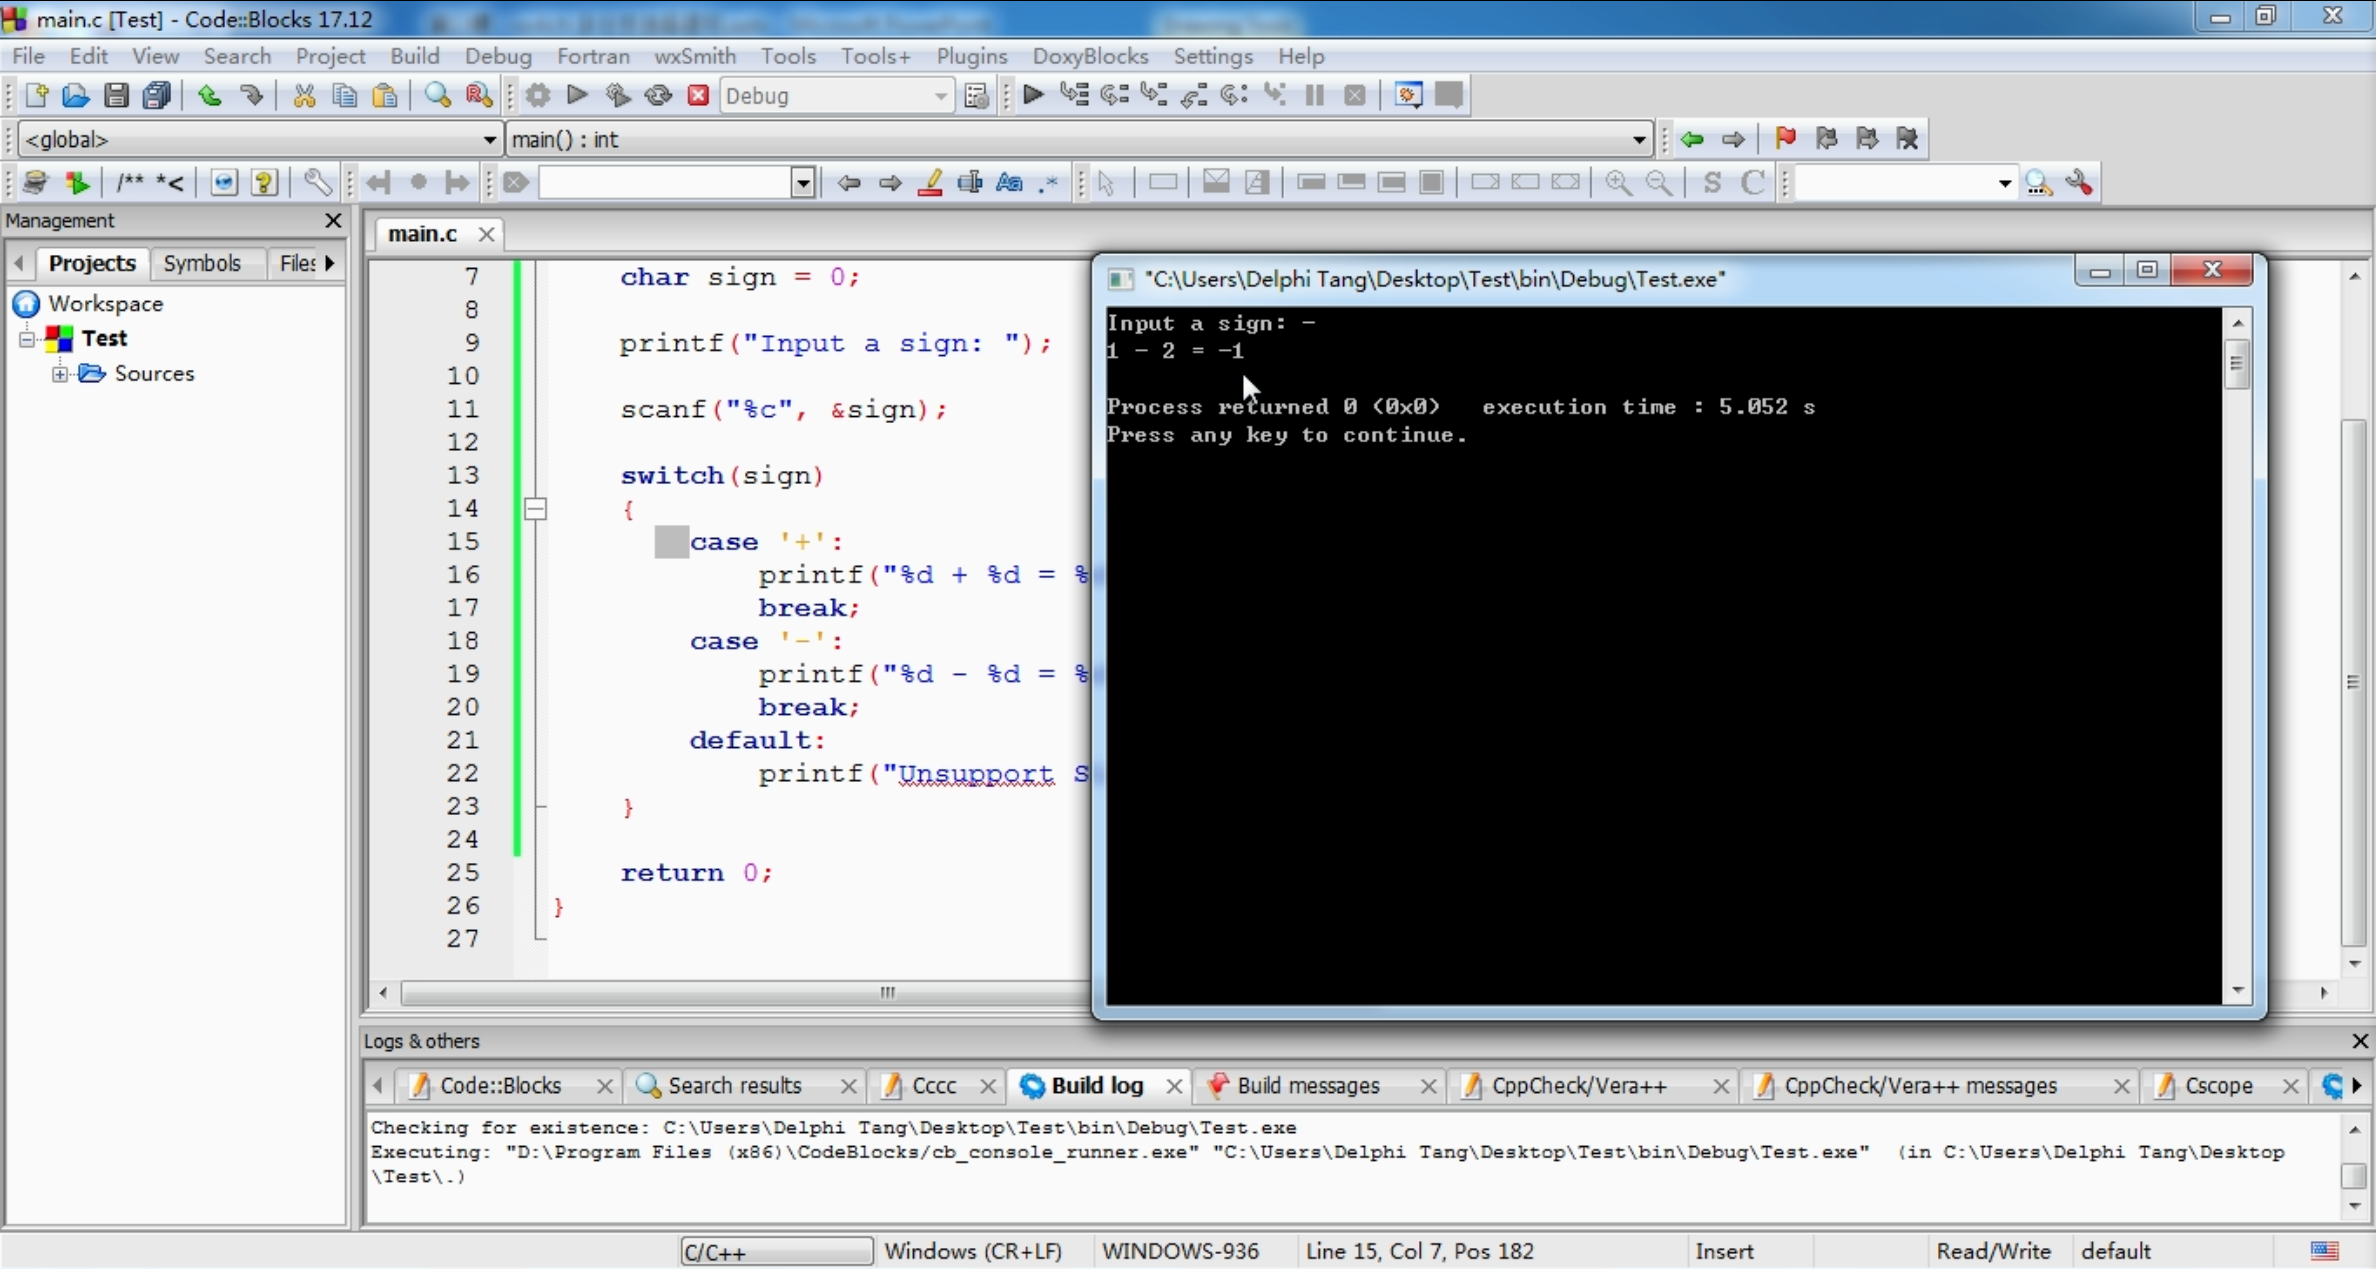 main.c [Test] - Code::Blocks 17.12
File Edit View Search Project Build Debug Fortran wxSmith Tools Tools+ Plugins DoxyBlocks Settings Help
Debug
<global> main() : int
/** *<
S C
Management
Projects Symbols Files
Workspace
Test
Sources
main.c
7 char sign = 0;
8
9 printf("Input a sign: ");
10
11 scanf("%c", &sign);
12
13 switch(sign)
14 {
15 case '+':
16 printf("%d + %d = %
17 break;
18 case '-':
19 printf("%d - %d = %
20 break;
21 default:
22 printf("Unsupport S
23 }
24
25 return 0;
26 }
27
"C:\Users\Delphi Tang\Desktop\Test\bin\Debug\Test.exe"
Input a sign: -
1 - 2 = -1
Process returned 0 (0x0) execution time : 5.052 s
Press any key to continue.
Logs & others
Code::Blocks Search results Cccc Build log Build messages CppCheck/Vera++ CppCheck/Vera++ messages Cscope
Checking for existence: C:\Users\Delphi Tang\Desktop\Test\bin\Debug\Test.exe
Executing: "D:\Program Files (x86)\CodeBlocks/cb_console_runner.exe" "C:\Users\Delphi Tang\Desktop\Test\bin\Debug\Test.exe" (in C:\Users\Delphi Tang\Desktop
\Test\.)
C/C++ Windows (CR+LF) WINDOWS-936 Line 15, Col 7, Pos 182 Insert Read/Write default